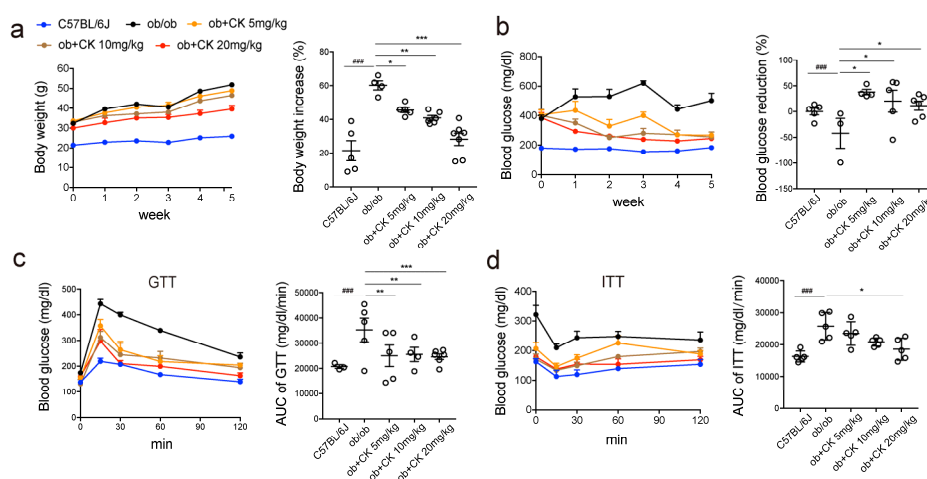 C57BL/6J ob/ob ob+CK 5mg/kg
ob+CK 10mg/kg ob+CK 20mg/kg
a
Body weight (g)
60
50
40
30
20
10
0
0 1 2 3 4 5
week
Body weight increase (%)
80
60
40
20
0
###
*
**
***
C57BL/6J
ob/ob
ob+CK 5mg/kg
ob+CK 10mg/kg
ob+CK 20mg/kg
b
Blood glucose (mg/dl)
800
600
400
200
0
0 1 2 3 4 5
week
Blood glucose reduction (%)
100
50
0
-50
-100
-150
###
*
*
*
C57BL/6J
ob/ob
ob+CK 5mg/kg
ob+CK 10mg/kg
ob+CK 20mg/kg
c
GTT
Blood glucose (mg/dl)
500
400
300
200
100
0
0 30 60 90 120
min
AUC of GTT (mg/dl/min)
50000
40000
30000
20000
10000
0
###
**
**
***
C57BL/6J
ob/ob
ob+CK 5mg/kg
ob+CK 10mg/kg
ob+CK 20mg/kg
d
ITT
Blood glucose (mg/dl)
400
300
200
100
0
0 30 60 90 120
min
AUC of ITT (mg/dl/min)
40000
30000
20000
10000
0
###
*
C57BL/6J
ob/ob
ob+CK 5mg/kg
ob+CK 10mg/kg
ob+CK 20mg/kg